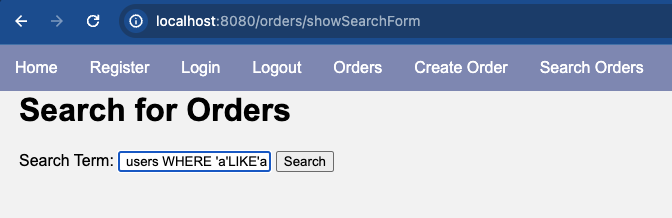 localhost:8080/orders/showSearchForm
Home Register Login Logout Orders Create Order Search Orders
Search for Orders
Search Term: users WHERE 'a'LIKE'a Search